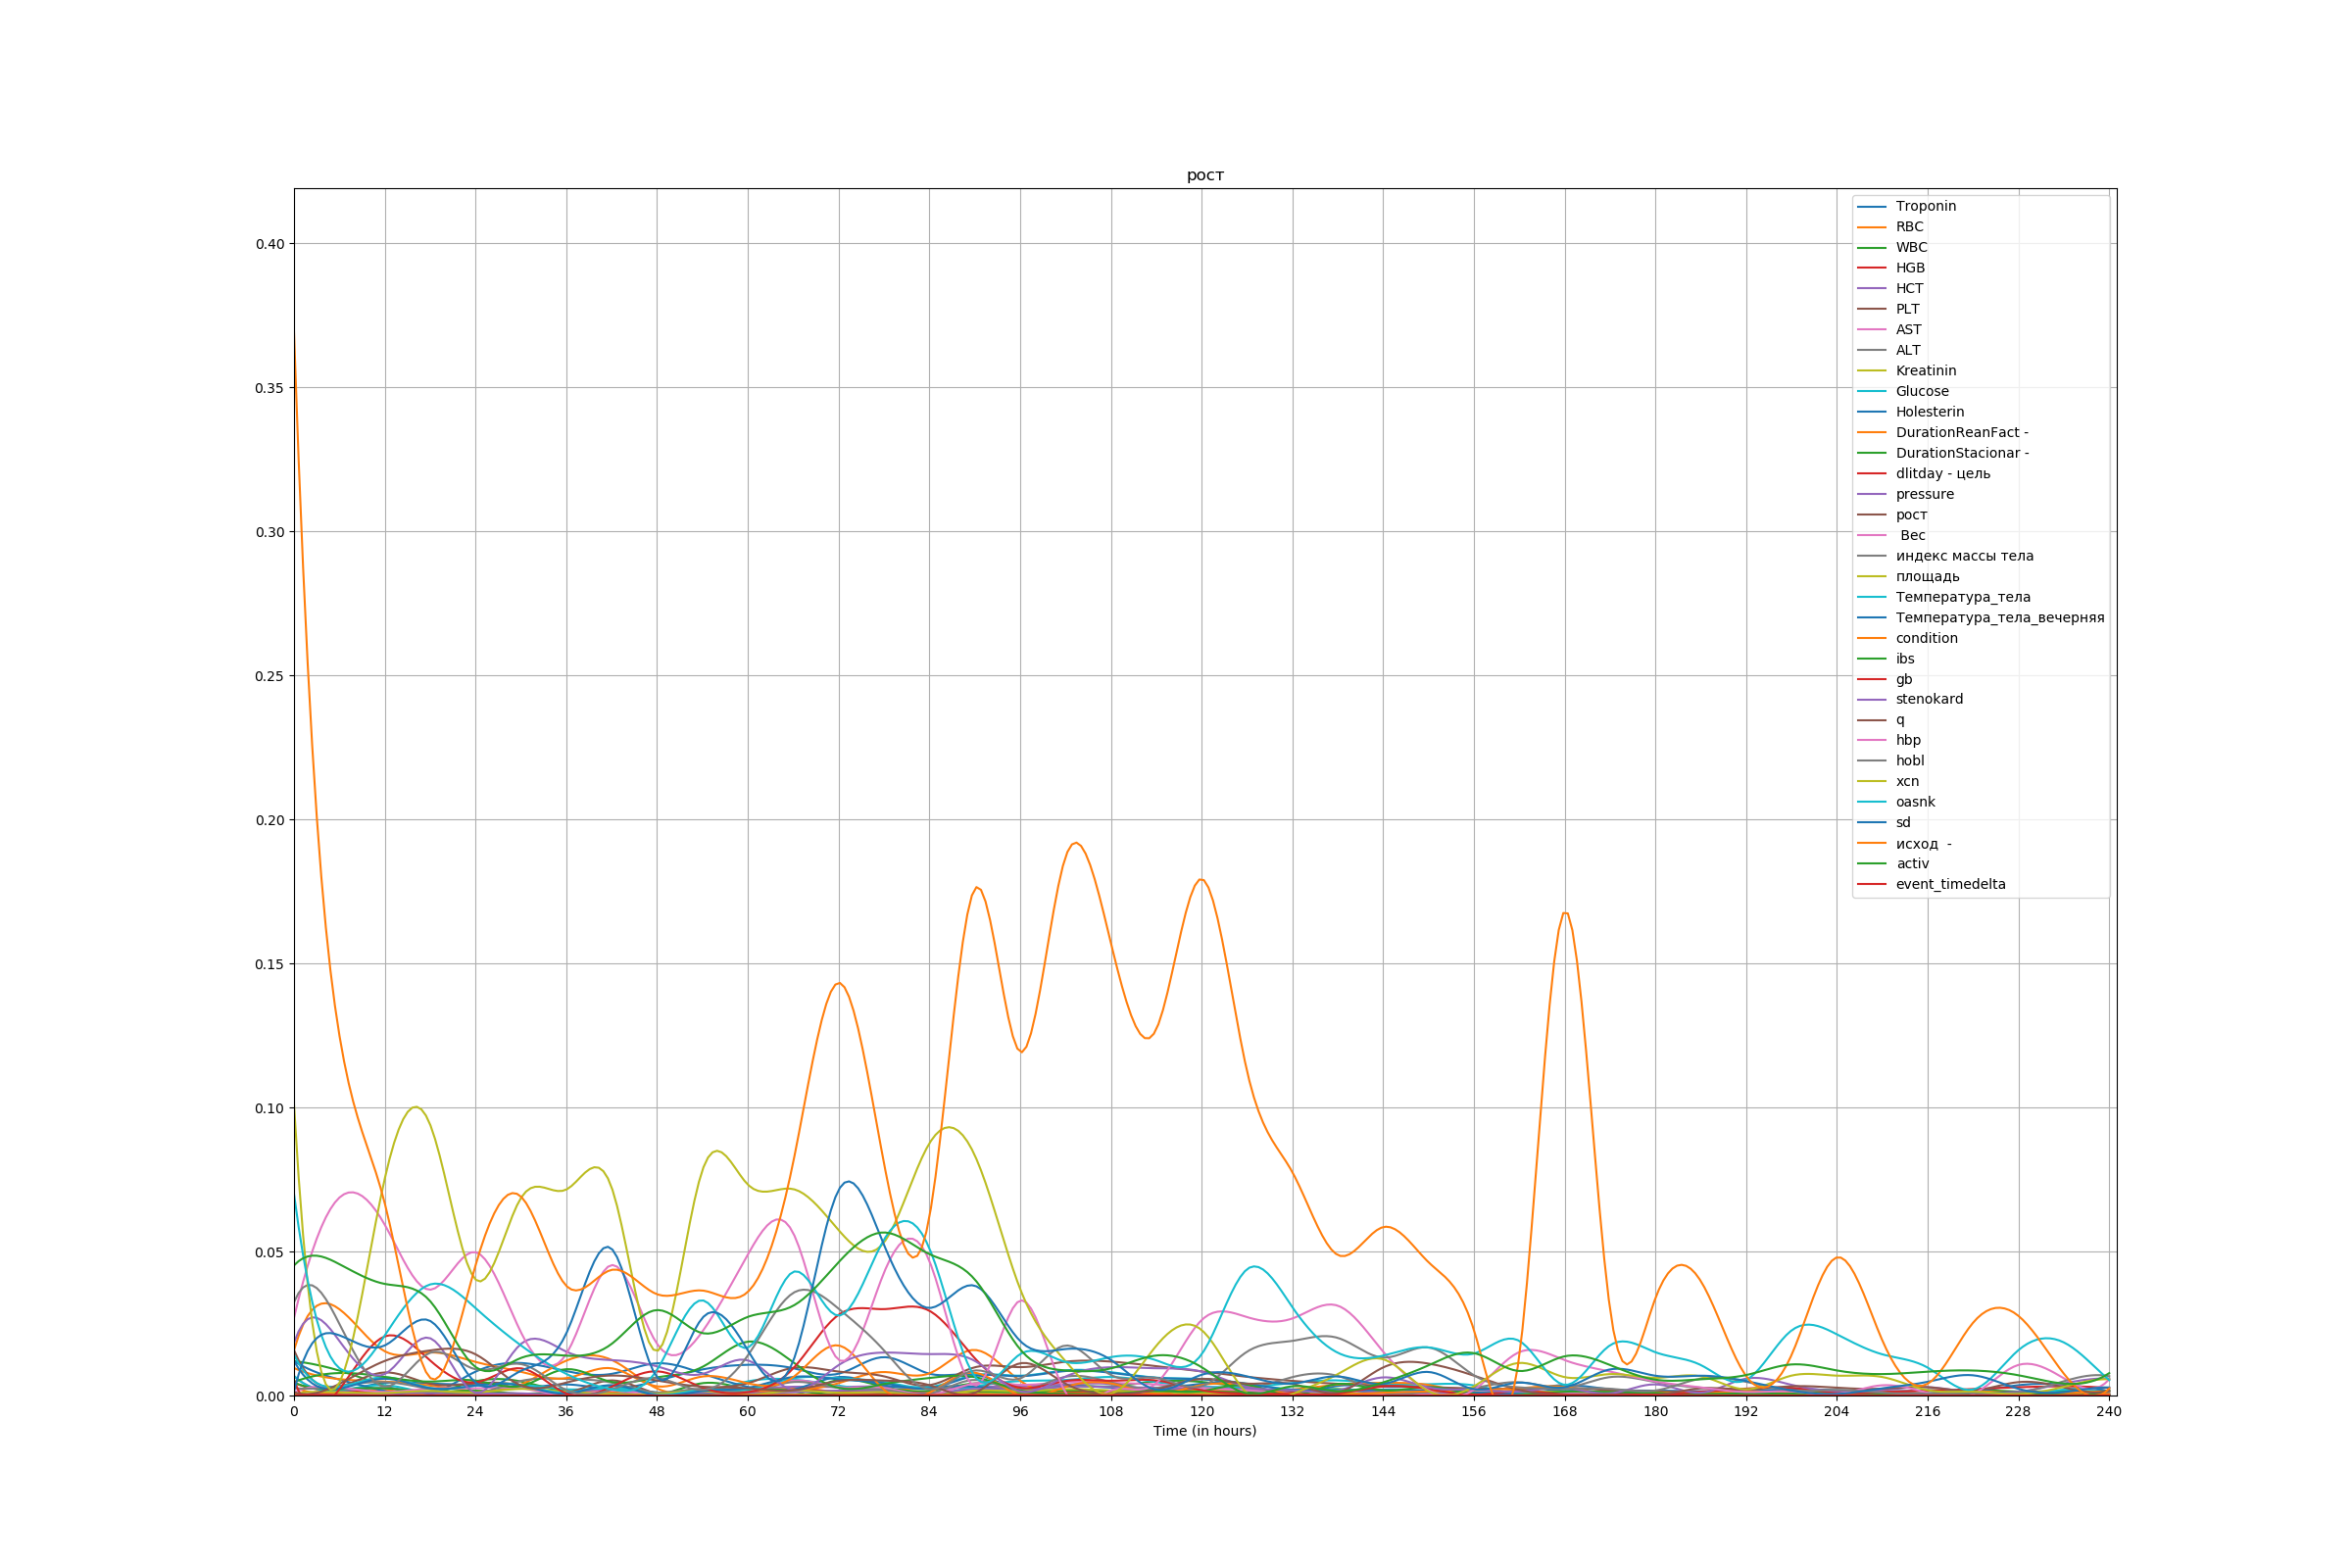 рост
0.40
0.35
0.30
0.25
0.20
0.15
0.10
0.05
0.00
0 12 24 36 48 60 72 84 96 108 120 132 144 156 168 180 192 204 216 228 240
Time (in hours)
Troponin
RBC
WBC
HGB
HCT
PLT
AST
ALT
Kreatinin
Glucose
Holesterin
DurationReanFact -
DurationStacionar -
dlitday - цель
pressure
рост
Вес
индекс массы тела
площадь
Температура_тела
Температура_тела_вечерняя
condition
ibs
gb
stenokard
q
hbp
hobl
xcn
oasnk
sd
исход  -
activ
event_timedelta